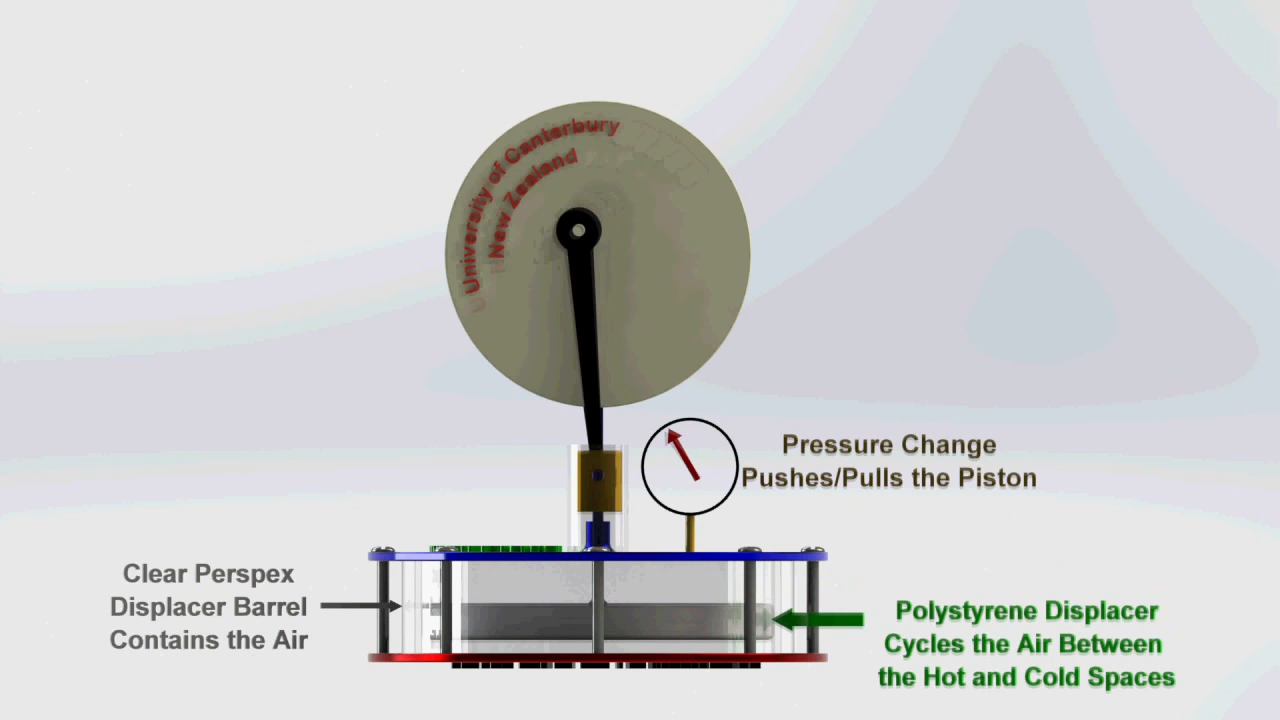 University of Canterbury
New Zealand
Pressure Change
Pushes/Pulls the Piston
Clear Perspex
Displacer Barrel
Contains the Air
Polystyrene Displacer
Cycles the Air Between
the Hot and Cold Spaces